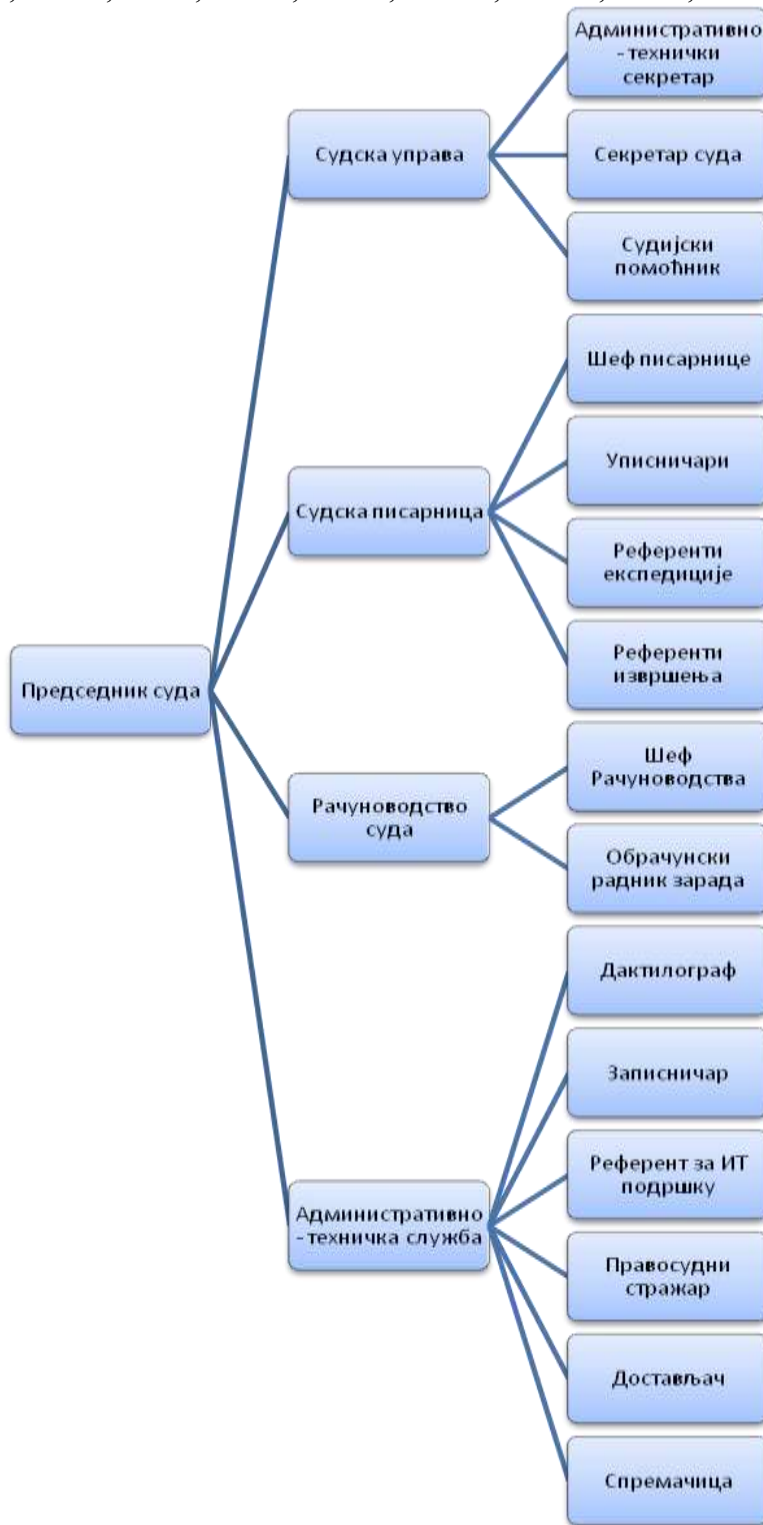 Административно
- технички
секретар
Судска управа
Секретар суда
Судијски
помоћник
Шеф писарнице
Уписничари
Судска писарница
Референти
експедиције
Референти
извршења
Председник суда
Шеф
Рачуноводства
Рачуноводство
суда
Обрачунски
радник зарада
Дактилограф
Записничар
Референт за ИТ
подршку
Административно
- техничка служба
Правосудни
стражар
Достављач
Спремачица